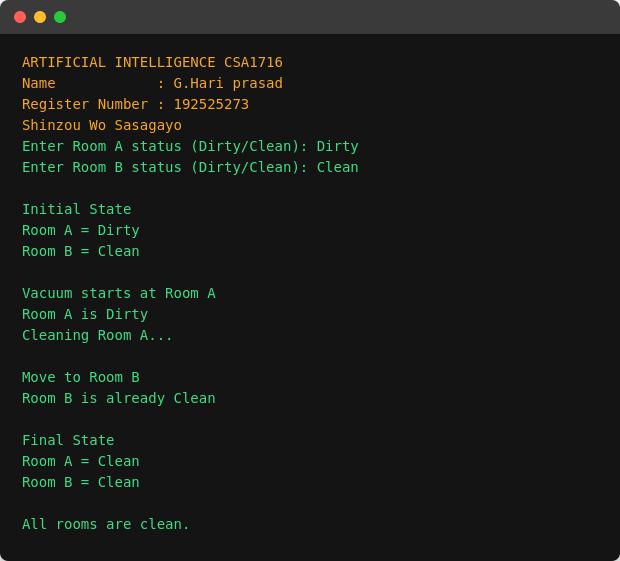 ARTIFICIAL INTELLIGENCE CSA1716
Name            : G.Hari prasad
Register Number : 192525273
Shinzou Wo Sasagayo
Enter Room A status (Dirty/Clean): Dirty
Enter Room B status (Dirty/Clean): Clean

Initial State
Room A = Dirty
Room B = Clean

Vacuum starts at Room A
Room A is Dirty
Cleaning Room A...

Move to Room B
Room B is already Clean

Final State
Room A = Clean
Room B = Clean

All rooms are clean.